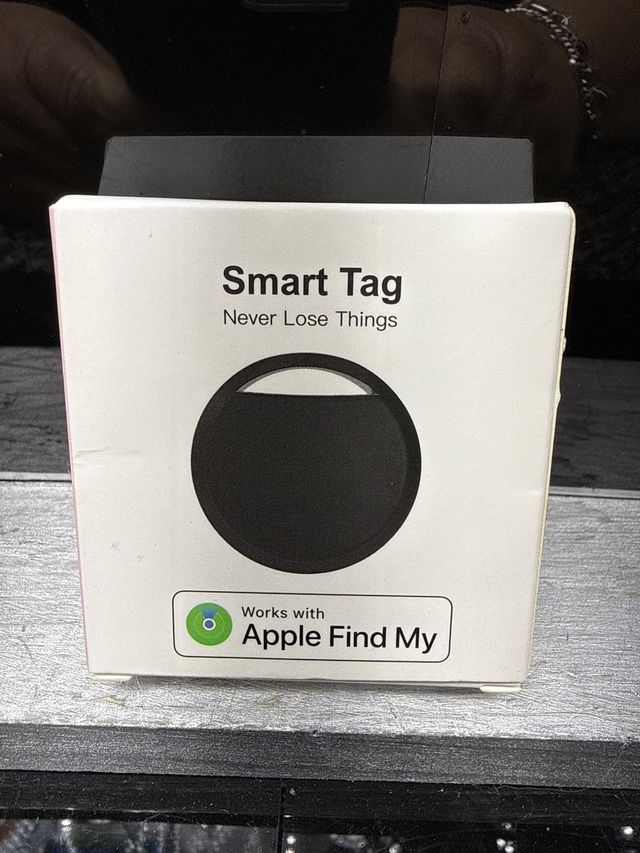 Smart Tag
Never Lose Things
Works with
Apple Find My